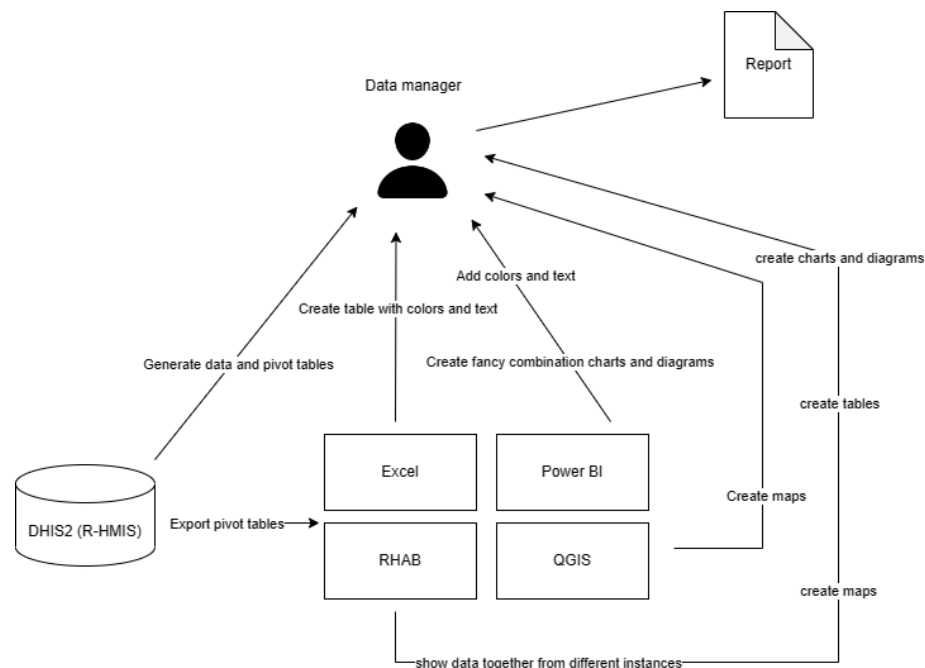 Report
Data manager
create charts and diagrams
Add colors and text
Create table with colors and text
Generate data and pivot tables
Create fancy combination charts and diagrams
create tables
Excel
Power BI
Create maps
DHIS2 (R-HMIS)
Export pivot tables
RHAB
QGIS
create maps
show data together from different instances